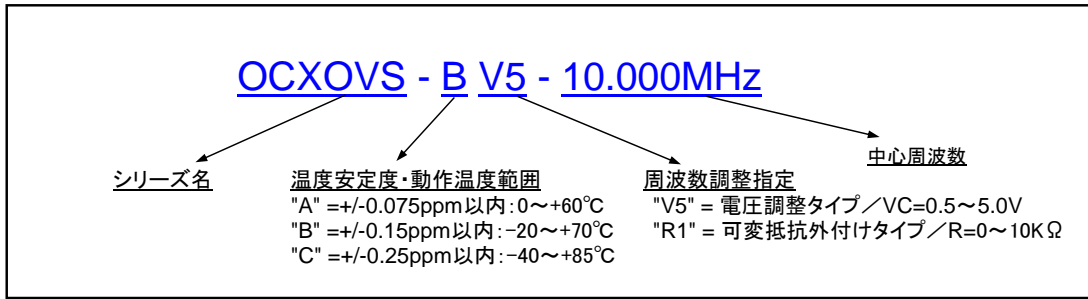 OCXOVS - B V5 - 10.000MHz
中心周波数
シリーズ名
温度安定度・動作温度範囲
"A" =+/-0.075ppm以内:0～+60℃
"B" =+/-0.15ppm以内:-20～+70℃
"C" =+/-0.25ppm以内:-40～+85℃
周波数調整指定
"V5" = 電圧調整タイプ／VC=0.5～5.0V
"R1" = 可変抵抗外付けタイプ／R=0～10KΩ